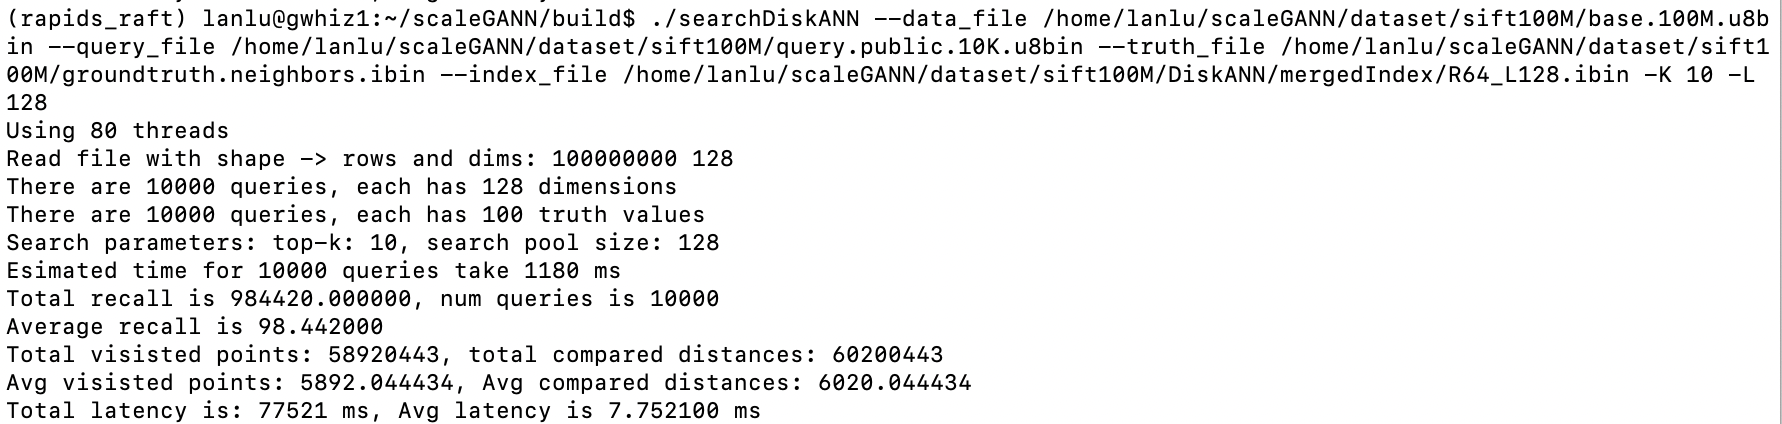 (rapids_raft) lanlu@gwhiz1:~/scaleGANN/build$ ./searchDiskANN --data_file /home/lanlu/scaleGANN/dataset/sift100M/base.100M.u8b
in --query_file /home/lanlu/scaleGANN/dataset/sift100M/query.public.10K.u8bin --truth_file /home/lanlu/scaleGANN/dataset/sift1
00M/groundtruth.neighbors.ibin --index_file /home/lanlu/scaleGANN/dataset/sift100M/DiskANN/mergedIndex/R64_L128.ibin -K 10 -L
128
Using 80 threads
Read file with shape -> rows and dims: 100000000 128
There are 10000 queries, each has 128 dimensions
There are 10000 queries, each has 100 truth values
Search parameters: top-k: 10, search pool size: 128
Esimated time for 10000 queries take 1180 ms
Total recall is 984420.000000, num queries is 10000
Average recall is 98.442000
Total visisted points: 58920443, total compared distances: 60200443
Avg visisted points: 5892.044434, Avg compared distances: 6020.044434
Total latency is: 77521 ms, Avg latency is 7.752100 ms